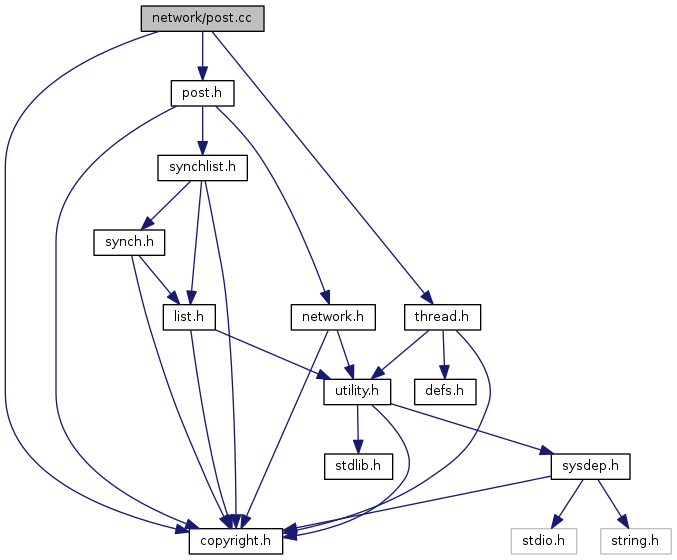 network/post.cc
post.h
synchlist.h
synch.h
list.h
network.h
thread.h
utility.h
defs.h
stdlib.h
sysdep.h
copyright.h
stdio.h
string.h